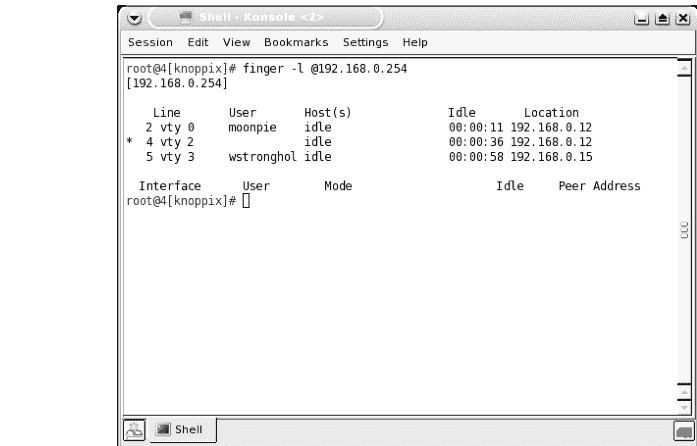 Shell - Konsole <2>
Session Edit View Bookmarks Settings Help
root@4[knoppix]# finger -l @192.168.0.254
[192.168.0.254]
Line User Host(s) Idle Location
2 vty 0 moonpie idle 00:00:11 192.168.0.12
* 4 vty 2 idle 00:00:36 192.168.0.12
5 vty 3 wstronghol idle 00:00:58 192.168.0.15
Interface User Mode Idle Peer Address
root@4[knoppix]#
Shell